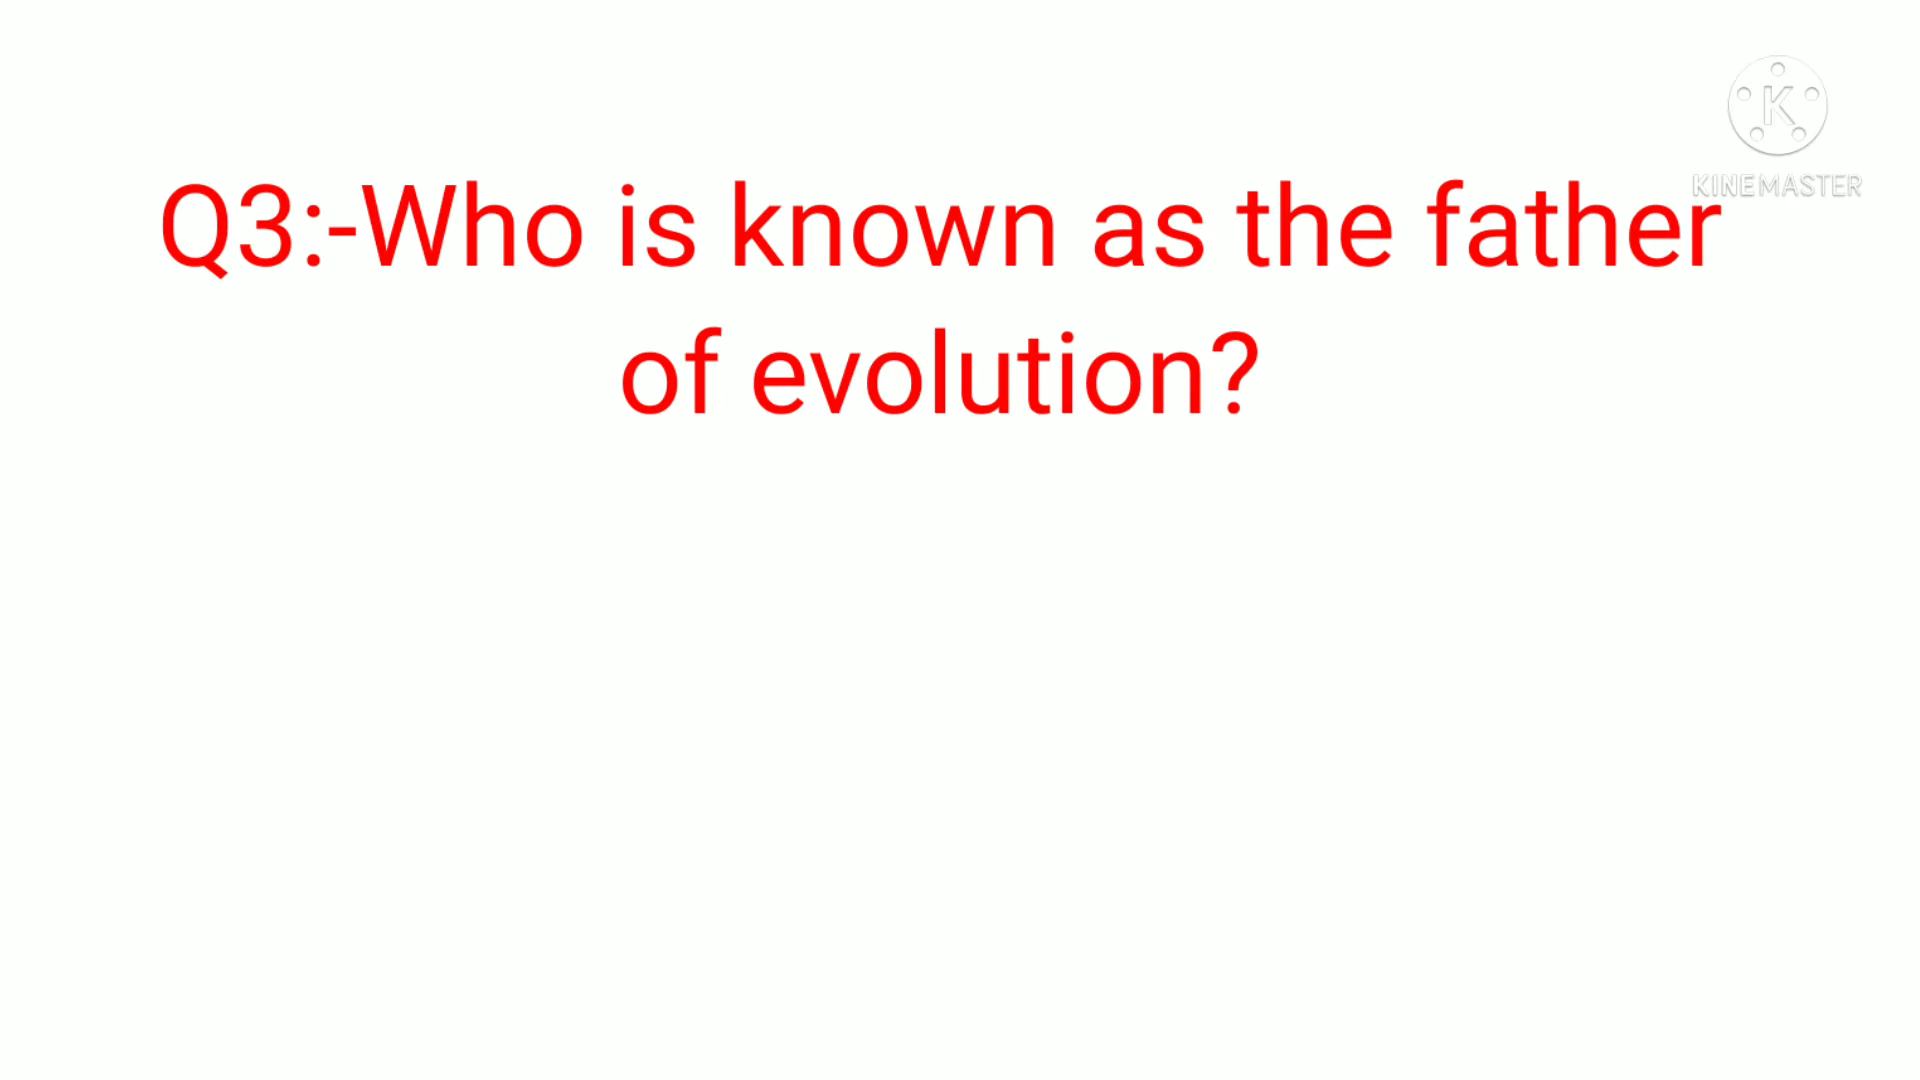 K
KINEMASTER
Q3:-Who is known as the father
of evolution?